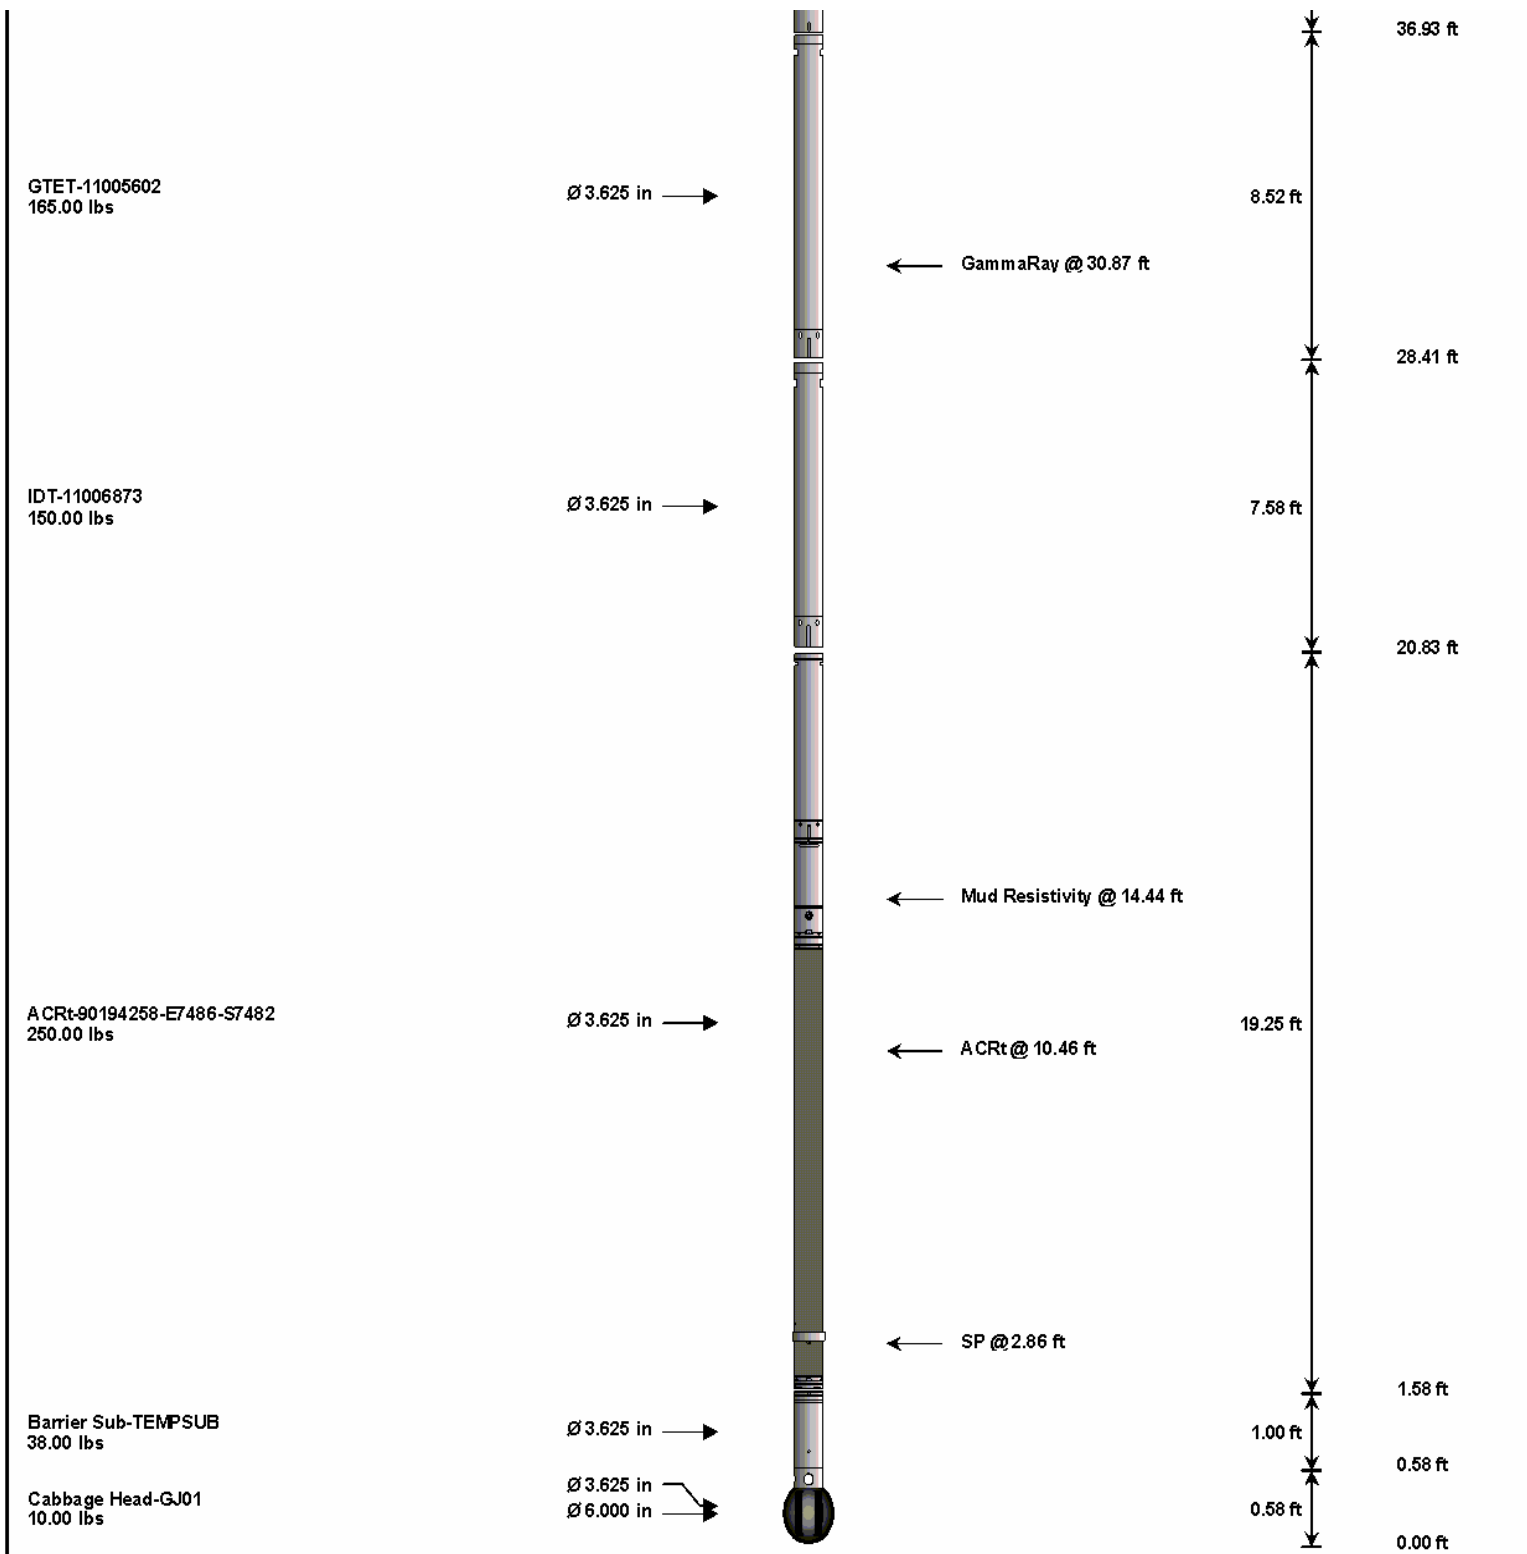 36.93 ft
GTET-11005602
165.00 lbs
Ø 3.625 in
8.52 ft
GammaRay @ 30.87 ft
28.41 ft
IDT-11006873
150.00 lbs
Ø 3.625 in
7.58 ft
20.83 ft
Mud Resistivity @ 14.44 ft
ACRt-90194258-E7486-S7482
250.00 lbs
Ø 3.625 in
19.25 ft
ACRt @ 10.46 ft
SP @ 2.86 ft
1.58 ft
Barrier Sub-TEMPSUB
38.00 lbs
Ø 3.625 in
1.00 ft
0.58 ft
Ø 3.625 in
Cabbage Head-GJ01
10.00 lbs
Ø 6.000 in
0.58 ft
0.00 ft